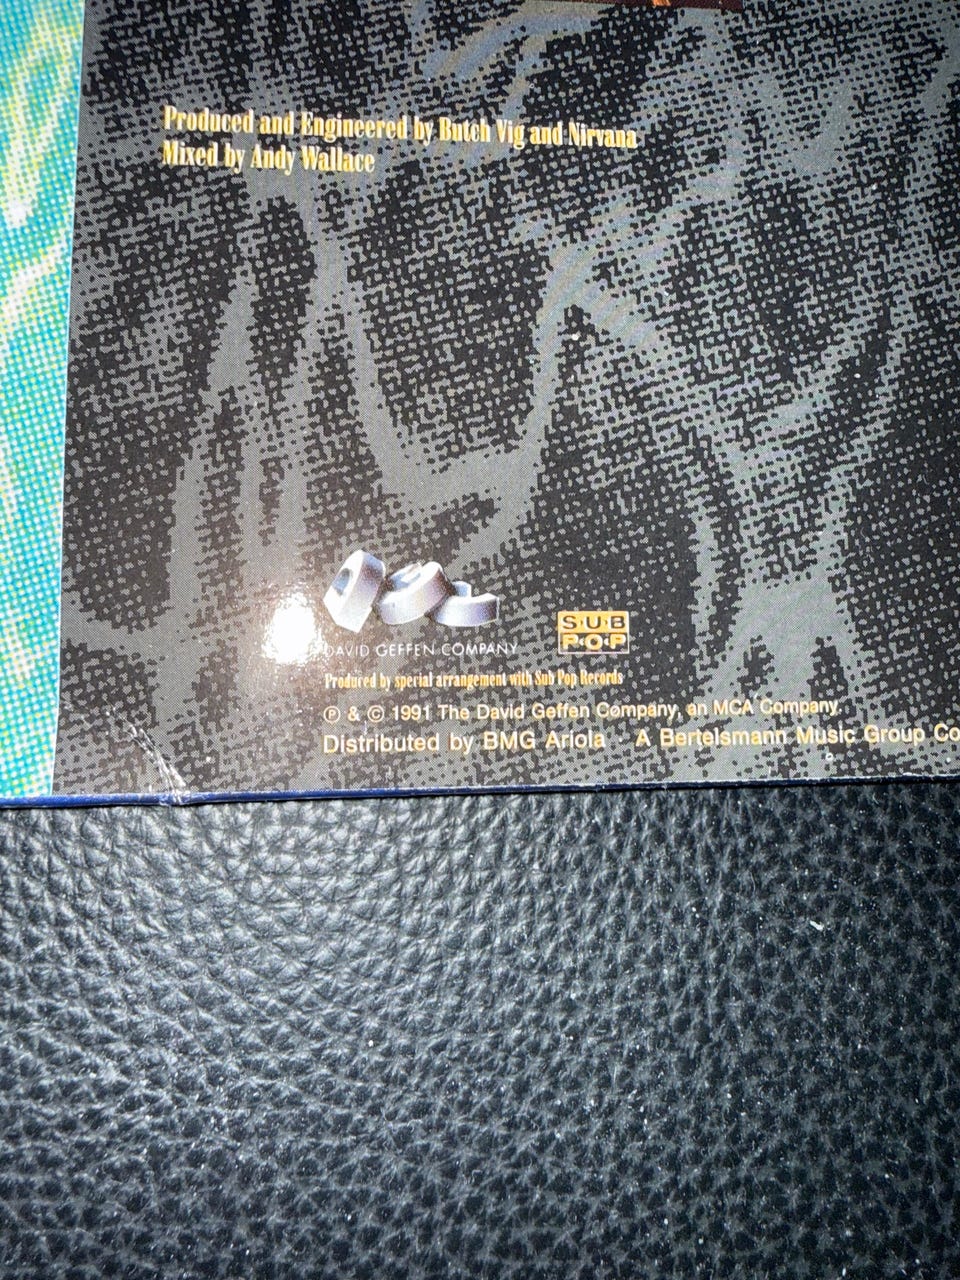 Produced and Engineered by Butch Vig and Nirvana
Mixed by Andy Wallace
DAVID GEFFEN COMPANY
SUB
POP
Produced by special arrangement with Sub Pop Records
℗ & © 1991 The David Geffen Company, an MCA Company.
Distributed by BMG Ariola · A Bertelsmann Music Group Co